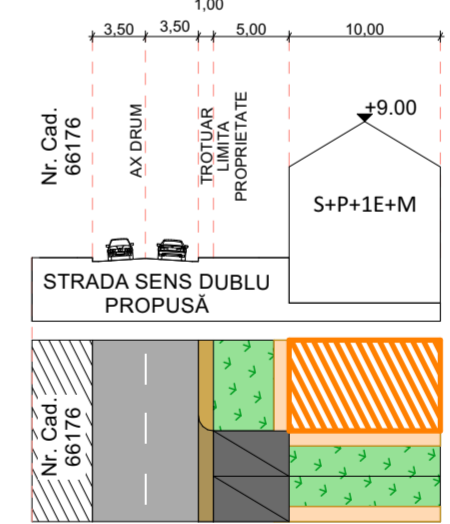 1,00
3,50
3,50
5,00
10,00
Nr. Cad.
66176
AX DRUM
TROTUAR
LIMITA
PROPRIETATE
+9.00
S+P+1E+M
STRADA SENS DUBLU
PROPUSĂ
Nr. Cad.
66176